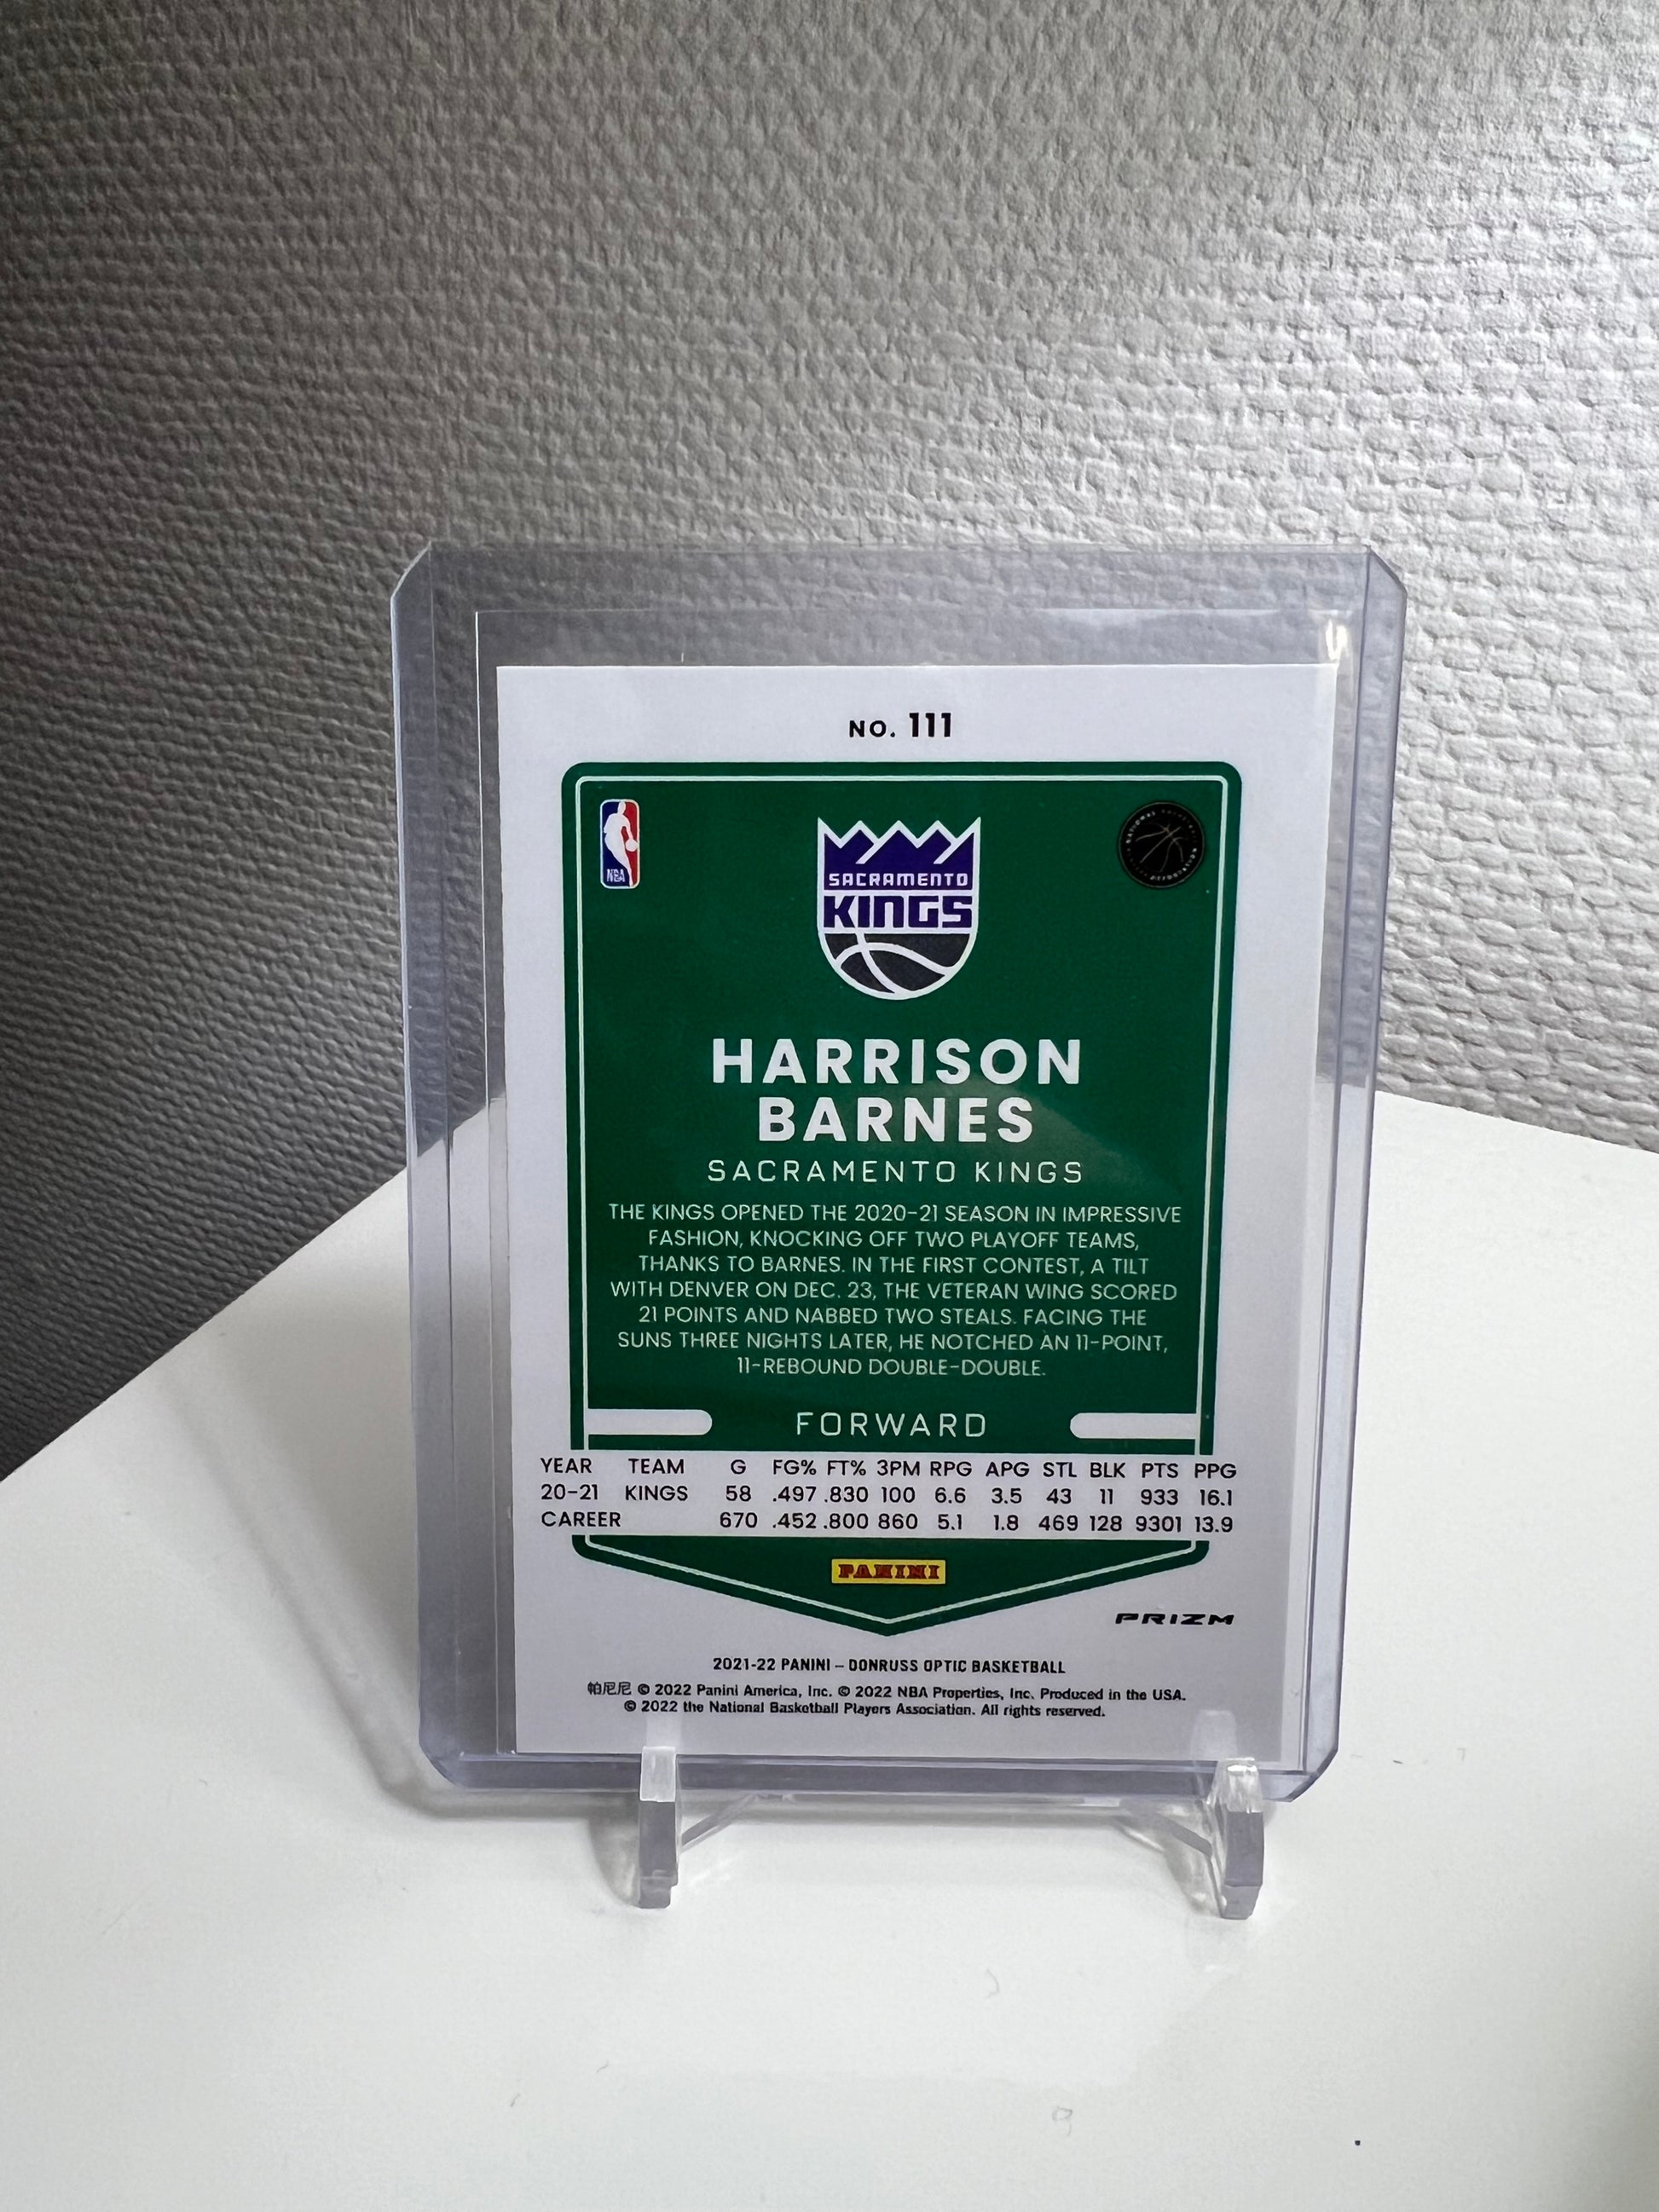 NO. 111
NBA
SACRAMENTO
KINGS
HARRISON
BARNES
SACRAMENTO KINGS
THE KINGS OPENED THE 2020-21 SEASON IN IMPRESSIVE
FASHION, KNOCKING OFF TWO PLAYOFF TEAMS,
THANKS TO BARNES. IN THE FIRST CONTEST, A TILT
WITH DENVER ON DEC. 23, THE VETERAN WING SCORED
21 POINTS AND NABBED TWO STEALS. FACING THE
SUNS THREE NIGHTS LATER, HE NOTCHED AN 11-POINT,
11-REBOUND DOUBLE-DOUBLE.
FORWARD
YEAR TEAM G FG% FT% 3PM RPG APG STL BLK PTS PPG
20-21 KINGS 58 .497 .830 100 6.6 3.5 43 11 933 16.1
CAREER 670 .452 .800 860 5.1 1.8 469 128 9301 13.9
PANINI
PRIZM
2021-22 PANINI – DONRUSS OPTIC BASKETBALL
帕尼尼 © 2022 Panini America, Inc. © 2022 NBA Properties, Inc. Produced in the USA.
© 2022 the National Basketball Players Association. All rights reserved.